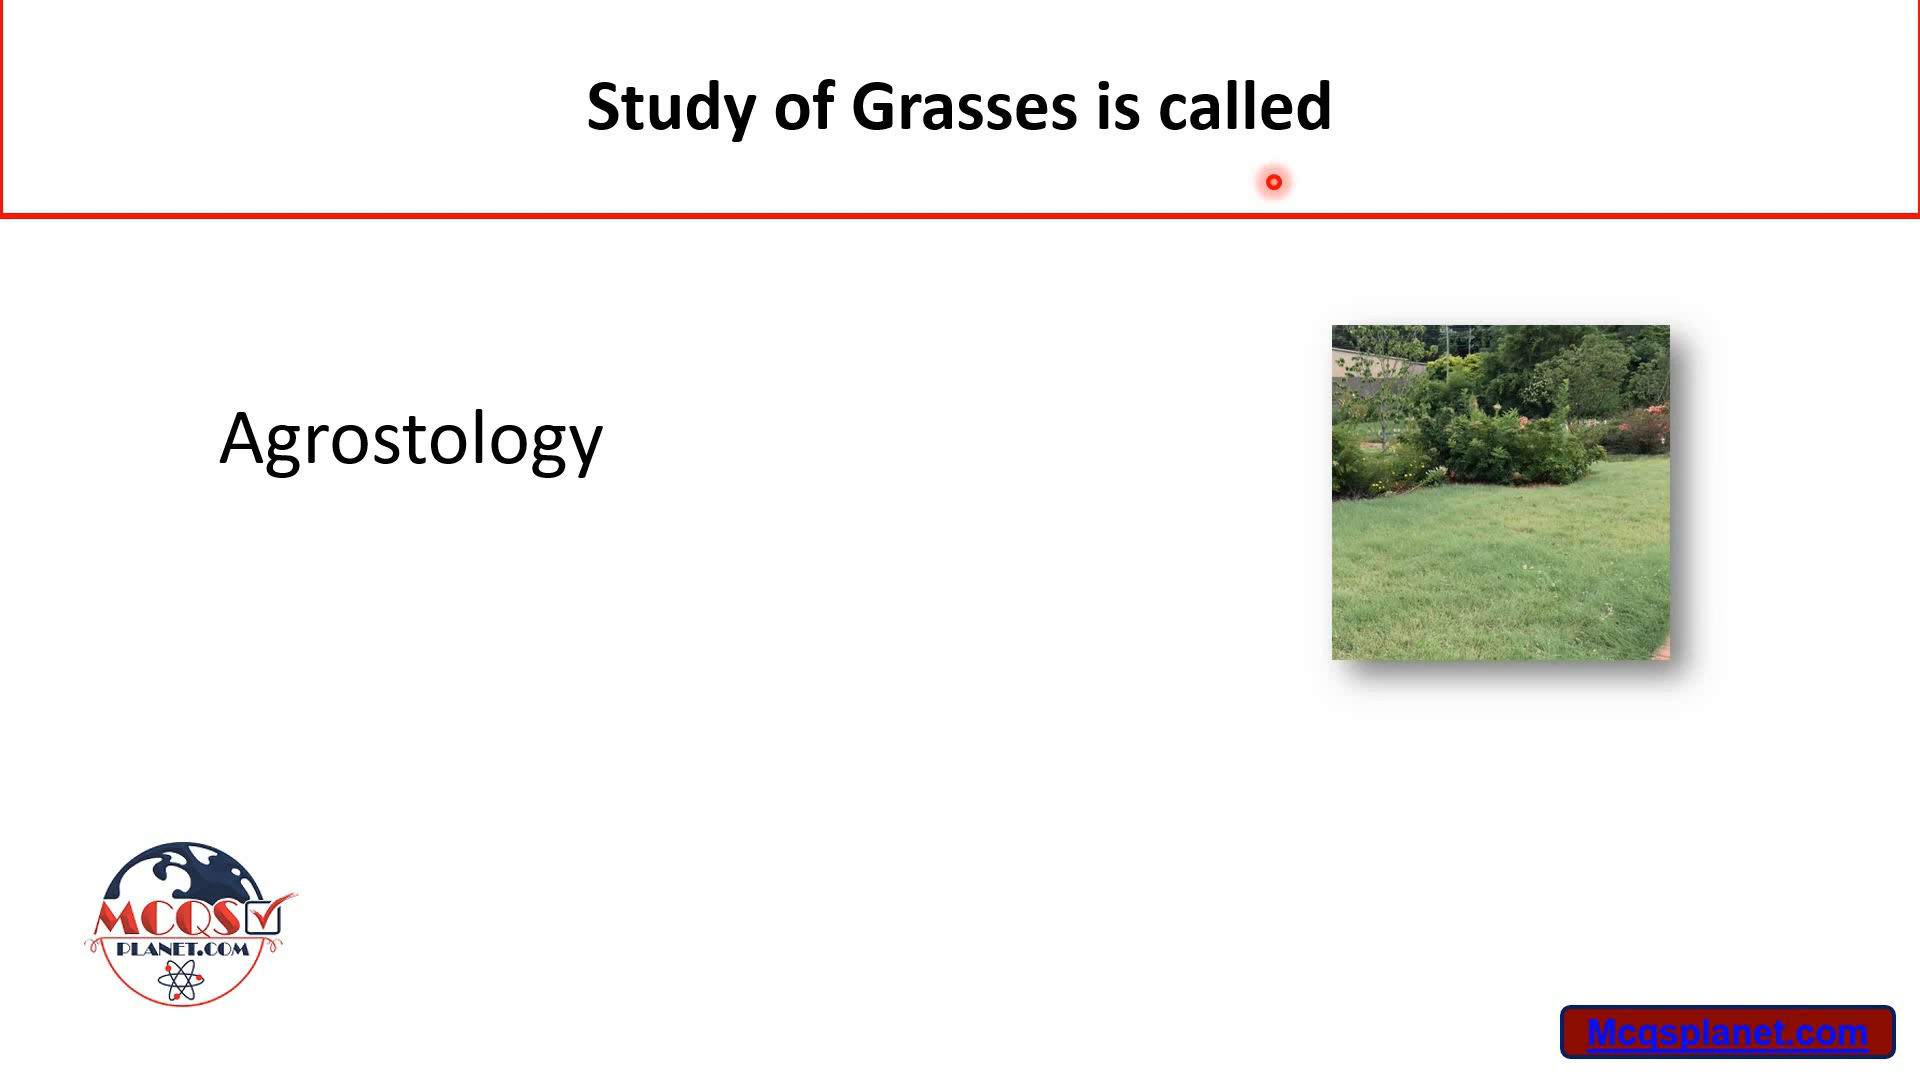 Study of Grasses is called
Agrostology
MCQS
PLANET.COM
Mcqsplanet.com